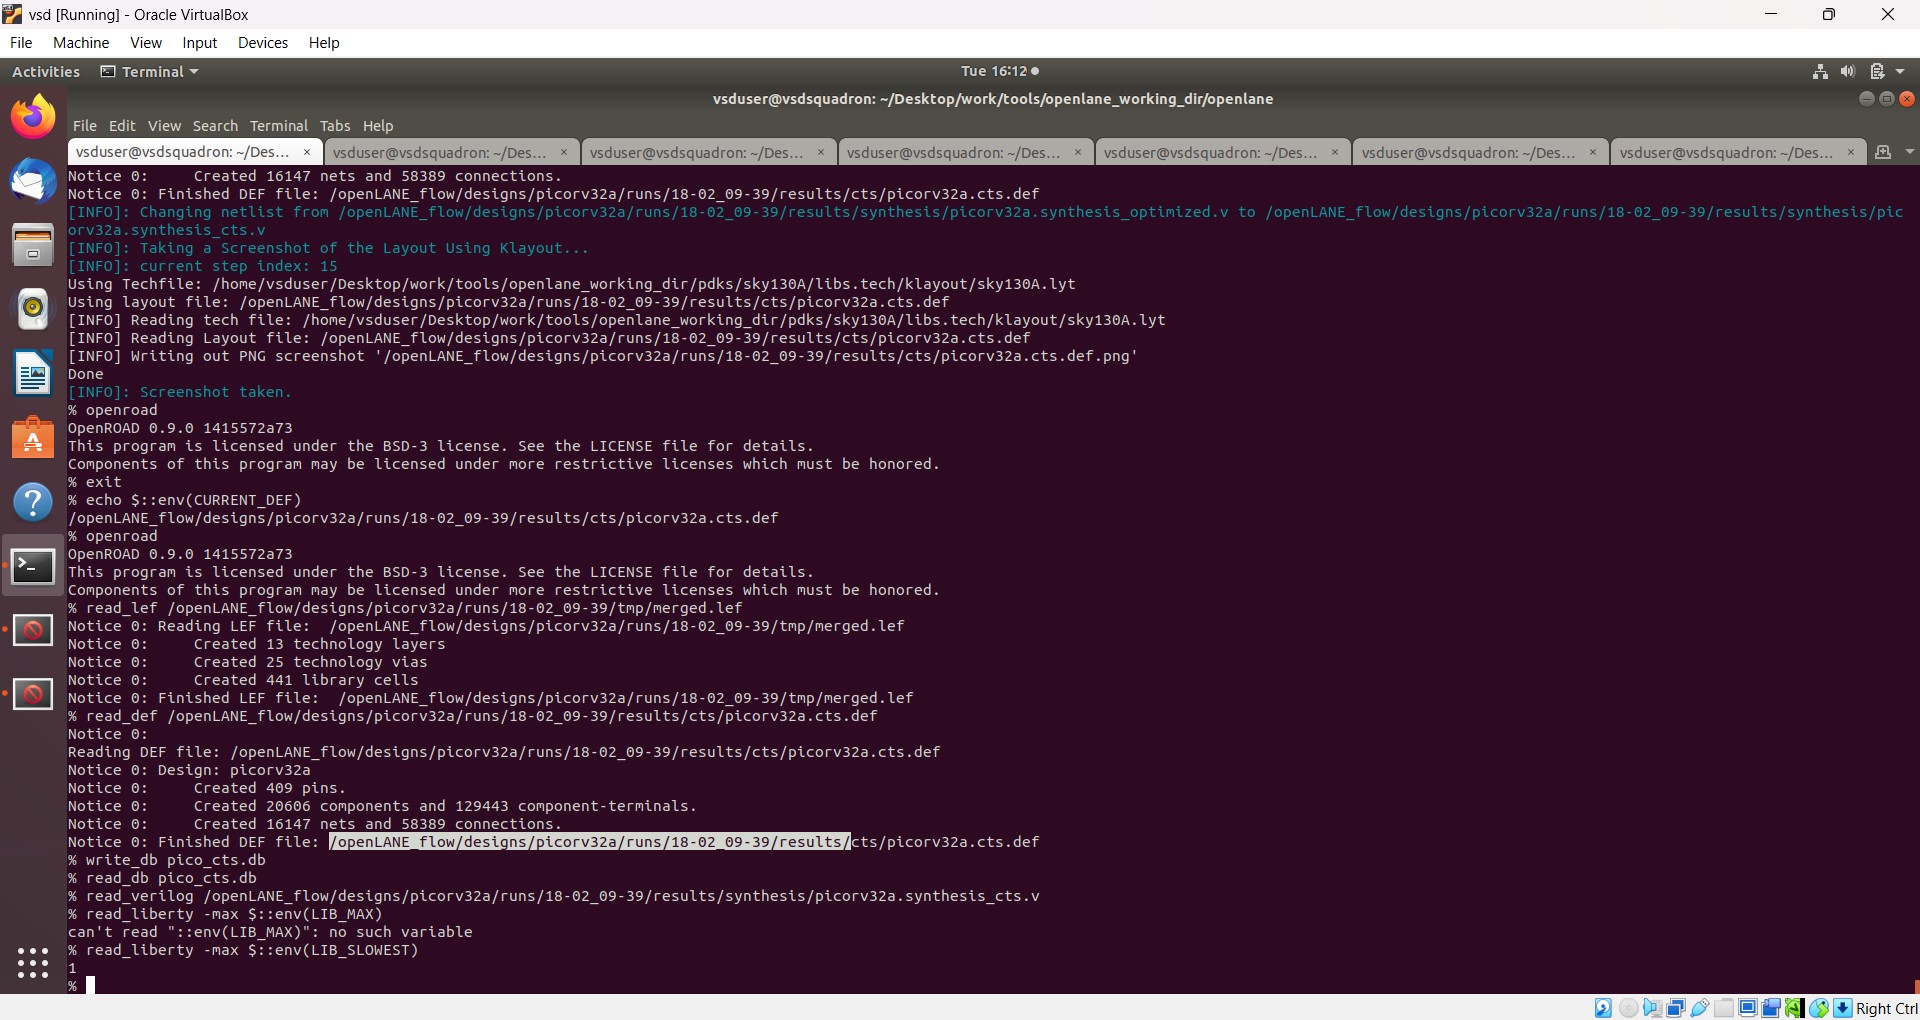 vsd [Running] - Oracle VirtualBox
File Machine View Input Devices Help
Activities Terminal Tue 16:12
vsduser@vsdsquadron: ~/Desktop/work/tools/openlane_working_dir/openlane
File Edit View Search Terminal Tabs Help
vsduser@vsdsquadron: ~/Des... × vsduser@vsdsquadron: ~/Des... × vsduser@vsdsquadron: ~/Des... × vsduser@vsdsquadron: ~/Des... × vsduser@vsdsquadron: ~/Des... × vsduser@vsdsquadron: ~/Des... × vsduser@vsdsquadron: ~/Des... ×
Notice 0:     Created 16147 nets and 58389 connections.
Notice 0: Finished DEF file: /openLANE_flow/designs/picorv32a/runs/18-02_09-39/results/cts/picorv32a.cts.def
[INFO]: Changing netlist from /openLANE_flow/designs/picorv32a/runs/18-02_09-39/results/synthesis/picorv32a.synthesis_optimized.v to /openLANE_flow/designs/picorv32a/runs/18-02_09-39/results/synthesis/pic
orv32a.synthesis_cts.v
[INFO]: Taking a Screenshot of the Layout Using Klayout...
[INFO]: current step index: 15
Using Techfile: /home/vsduser/Desktop/work/tools/openlane_working_dir/pdks/sky130A/libs.tech/klayout/sky130A.lyt
Using layout file: /openLANE_flow/designs/picorv32a/runs/18-02_09-39/results/cts/picorv32a.cts.def
[INFO] Reading tech file: /home/vsduser/Desktop/work/tools/openlane_working_dir/pdks/sky130A/libs.tech/klayout/sky130A.lyt
[INFO] Reading Layout file: /openLANE_flow/designs/picorv32a/runs/18-02_09-39/results/cts/picorv32a.cts.def
[INFO] Writing out PNG screenshot '/openLANE_flow/designs/picorv32a/runs/18-02_09-39/results/cts/picorv32a.cts.def.png'
Done
[INFO]: Screenshot taken.
% openroad
OpenROAD 0.9.0 1415572a73
This program is licensed under the BSD-3 license. See the LICENSE file for details.
Components of this program may be licensed under more restrictive licenses which must be honored.
% exit
% echo $::env(CURRENT_DEF)
/openLANE_flow/designs/picorv32a/runs/18-02_09-39/results/cts/picorv32a.cts.def
% openroad
OpenROAD 0.9.0 1415572a73
This program is licensed under the BSD-3 license. See the LICENSE file for details.
Components of this program may be licensed under more restrictive licenses which must be honored.
% read_lef /openLANE_flow/designs/picorv32a/runs/18-02_09-39/tmp/merged.lef
Notice 0: Reading LEF file:  /openLANE_flow/designs/picorv32a/runs/18-02_09-39/tmp/merged.lef
Notice 0:     Created 13 technology layers
Notice 0:     Created 25 technology vias
Notice 0:     Created 441 library cells
Notice 0: Finished LEF file:  /openLANE_flow/designs/picorv32a/runs/18-02_09-39/tmp/merged.lef
% read_def /openLANE_flow/designs/picorv32a/runs/18-02_09-39/results/cts/picorv32a.cts.def
Notice 0:
Reading DEF file: /openLANE_flow/designs/picorv32a/runs/18-02_09-39/results/cts/picorv32a.cts.def
Notice 0: Design: picorv32a
Notice 0:     Created 409 pins.
Notice 0:     Created 20606 components and 129443 component-terminals.
Notice 0:     Created 16147 nets and 58389 connections.
Notice 0: Finished DEF file: /openLANE_flow/designs/picorv32a/runs/18-02_09-39/results/cts/picorv32a.cts.def
% write_db pico_cts.db
% read_db pico_cts.db
% read_verilog /openLANE_flow/designs/picorv32a/runs/18-02_09-39/results/synthesis/picorv32a.synthesis_cts.v
% read_liberty -max $::env(LIB_MAX)
can't read "::env(LIB_MAX)": no such variable
% read_liberty -max $::env(LIB_SLOWEST)
1
%
Right Ctrl